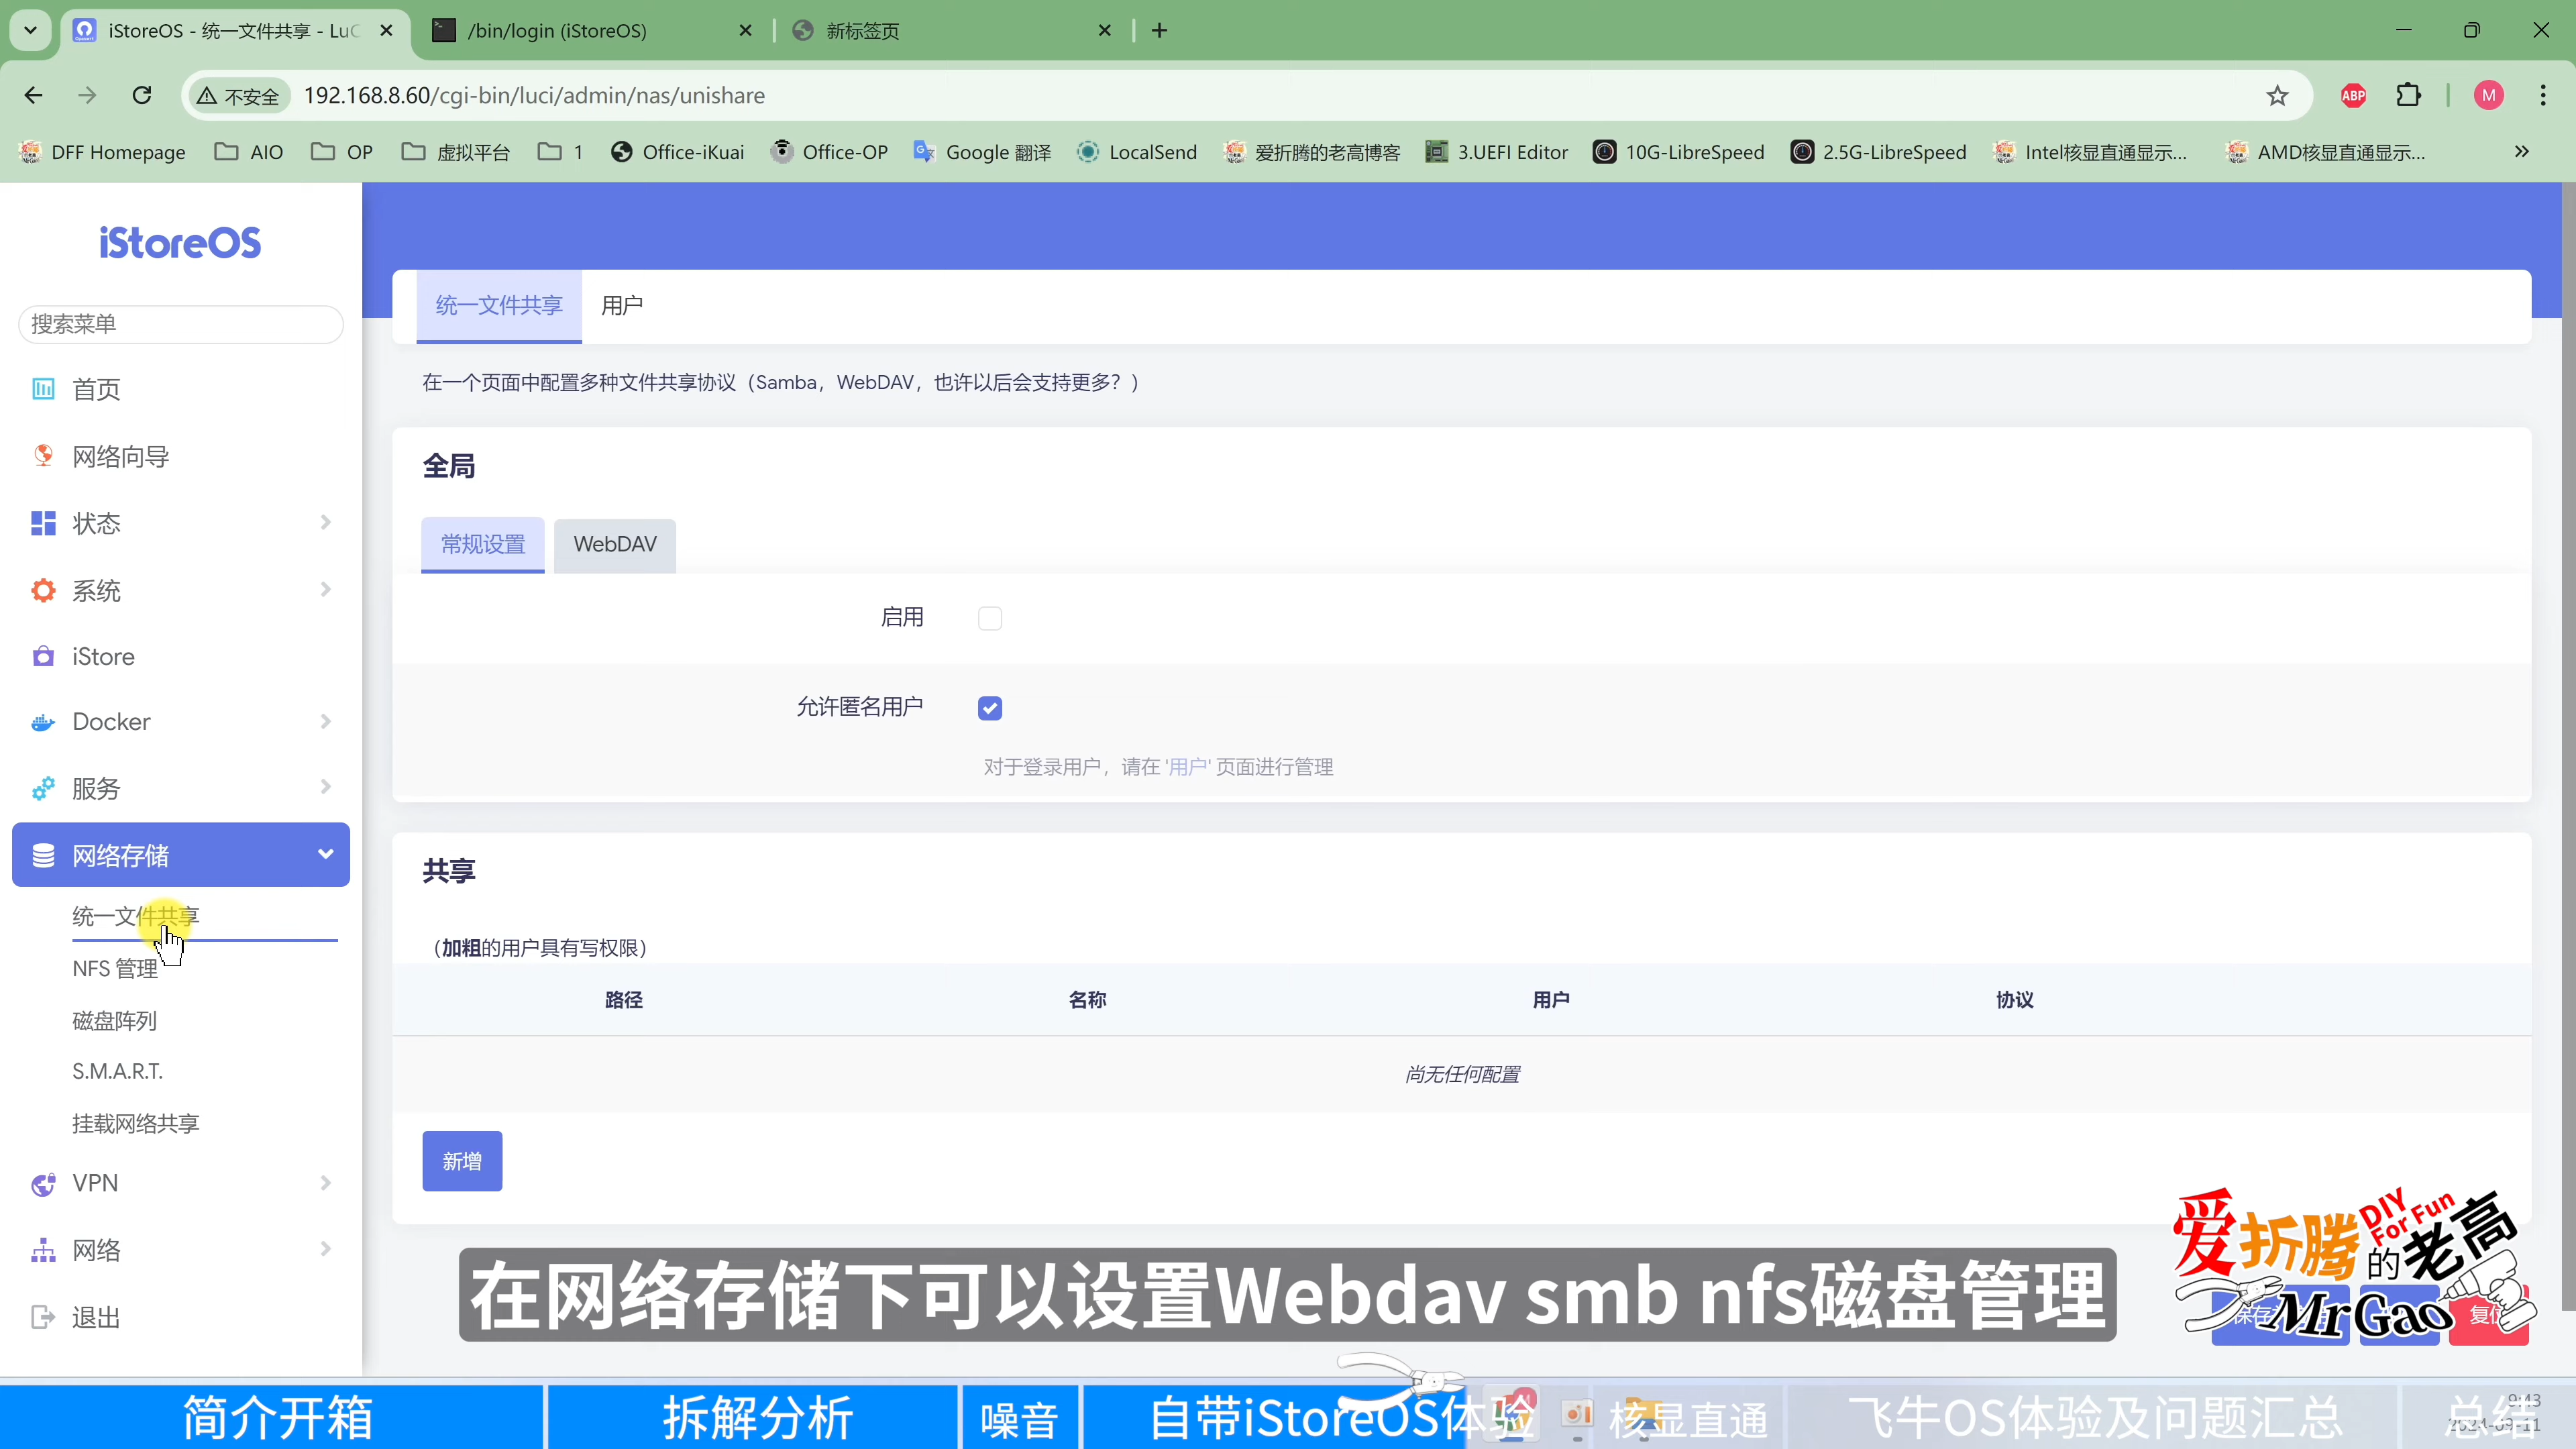 iStoreOS - 统一文件共享 - LuC
/bin/login (iStoreOS)
新标签页
不安全
192.168.8.60/cgi-bin/luci/admin/nas/unishare
ABP
M
DFF Homepage
AIO
OP
虚拟平台
1
Office-iKuai
Office-OP
Google 翻译
LocalSend
爱折腾的老高博客
3.UEFI Editor
10G-LibreSpeed
2.5G-LibreSpeed
Intel核显直通显示...
AMD核显直通显示...
iStoreOS
搜索菜单
首页
网络向导
状态
系统
iStore
Docker
服务
网络存储
统一文件共享
NFS 管理
磁盘阵列
S.M.A.R.T.
挂载网络共享
VPN
网络
退出
统一文件共享
用户
在一个页面中配置多种文件共享协议（Samba，WebDAV，也许以后会支持更多？）
全局
常规设置
WebDAV
启用
允许匿名用户
对于登录用户，请在 '用户' 页面进行管理
共享
（加粗的用户具有写权限）
路径 名称 用户 协议
尚无任何配置
新增
爱折腾的老高
DIY For Fun
MrGao
在网络存储下可以设置Webdav smb nfs磁盘管理
简介开箱
拆解分析
噪音
自带iStoreOS体验
核显直通
飞牛OS体验及问题汇总
总结
9:43